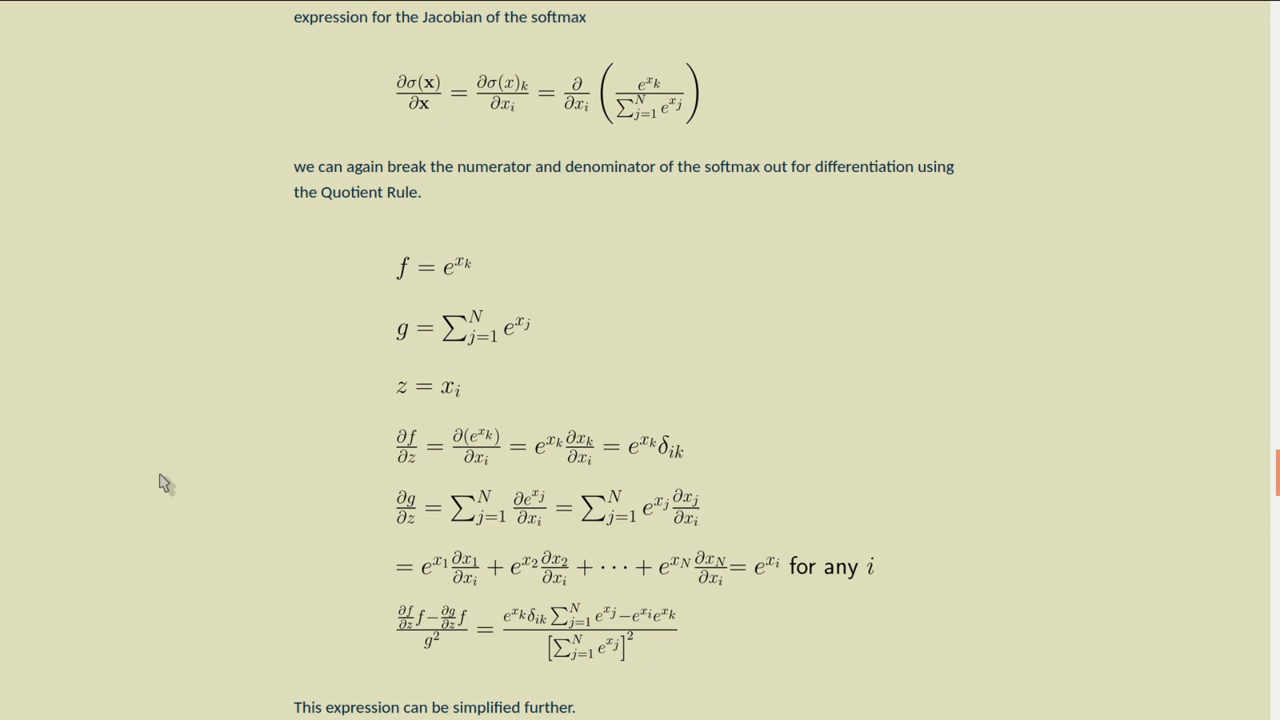 expression for the Jacobian of the softmax
∂σ(𝐱)/∂𝐱 = ∂σ(x)_k/∂x_i = ∂/∂x_i (e^{x_k}/∑_{j=1}^{N} e^{x_j})
we can again break the numerator and denominator of the softmax out for differentiation using
the Quotient Rule.
f = e^{x_k}
g = ∑_{j=1}^{N} e^{x_j}
z = x_i
∂f/∂z = ∂(e^{x_k})/∂x_i = e^{x_k} ∂x_k/∂x_i = e^{x_k} δ_{ik}
∂g/∂z = ∑_{j=1}^{N} ∂e^{x_j}/∂x_i = ∑_{j=1}^{N} e^{x_j} ∂x_j/∂x_i
= e^{x_1} ∂x_1/∂x_i + e^{x_2} ∂x_2/∂x_i + ⋯ + e^{x_N} ∂x_N/∂x_i = e^{x_i} for any i
(∂f/∂z f − ∂g/∂z f)/g^2 = (e^{x_k} δ_{ik} ∑_{j=1}^{N} e^{x_j} − e^{x_i} e^{x_k})/[∑_{j=1}^{N} e^{x_j}]^2
This expression can be simplified further.